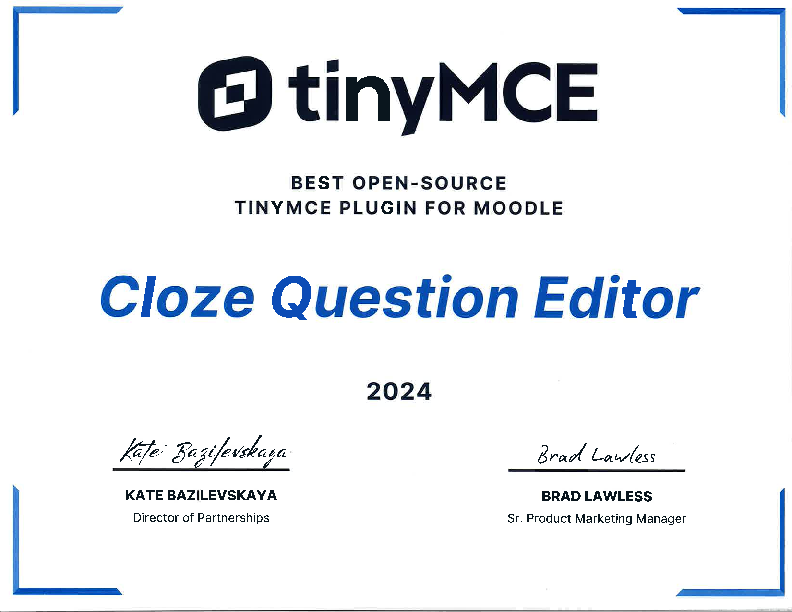 tinyMCE
BEST OPEN-SOURCE
TINYMCE PLUGIN FOR MOODLE
Cloze Question Editor
2024
Kate Bazilevskaya
Brad Lawless
KATE BAZILEVSKAYA
BRAD LAWLESS
Director of Partnerships
Sr. Product Marketing Manager